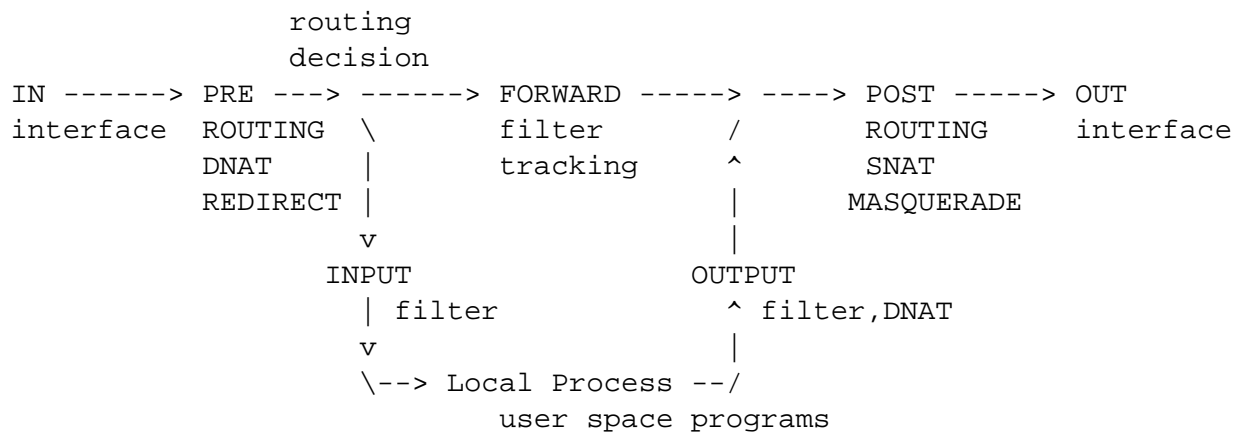 routing
                decision
IN ------> PRE ---> ------> FORWARD -----> ----> POST -----> OUT
interface  ROUTING  \       filter       /       ROUTING     interface
           DNAT     |       tracking     ^       SNAT
           REDIRECT |                    |      MASQUERADE
                    v                    |
                  INPUT                OUTPUT
                    | filter             ^ filter,DNAT
                    v                    |
                    \--> Local Process --/
                            user space programs